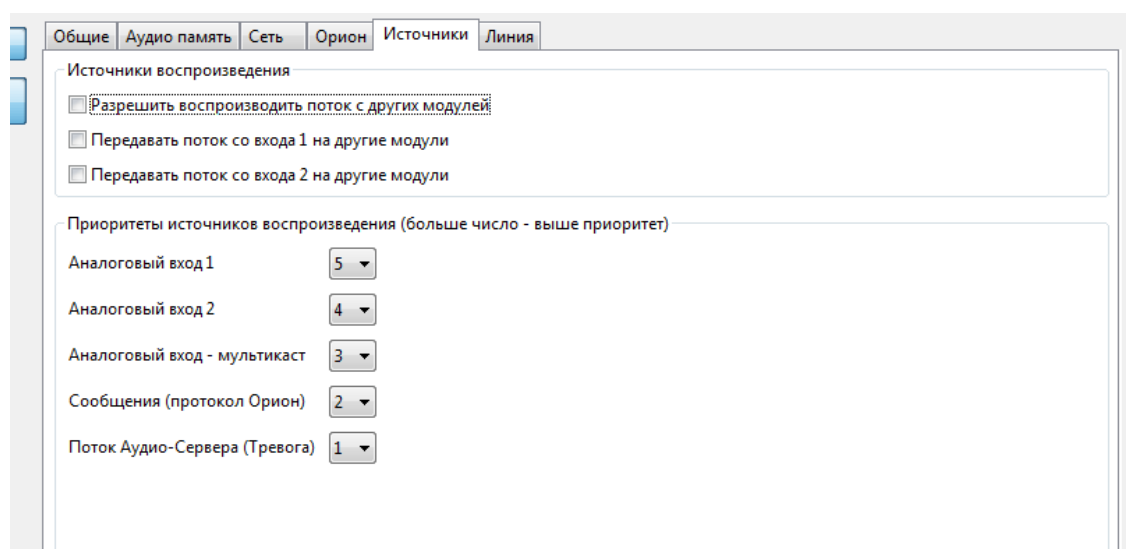 Общие Аудио память Сеть Орион Источники Линия
Источники воспроизведения
Разрешить воспроизводить поток с других модулей
Передавать поток со входа 1 на другие модули
Передавать поток со входа 2 на другие модули
Приоритеты источников воспроизведения (больше число - выше приоритет)
Аналоговый вход 1 5
Аналоговый вход 2 4
Аналоговый вход - мультикаст 3
Сообщения (протокол Орион) 2
Поток Аудио-Сервера (Тревога) 1